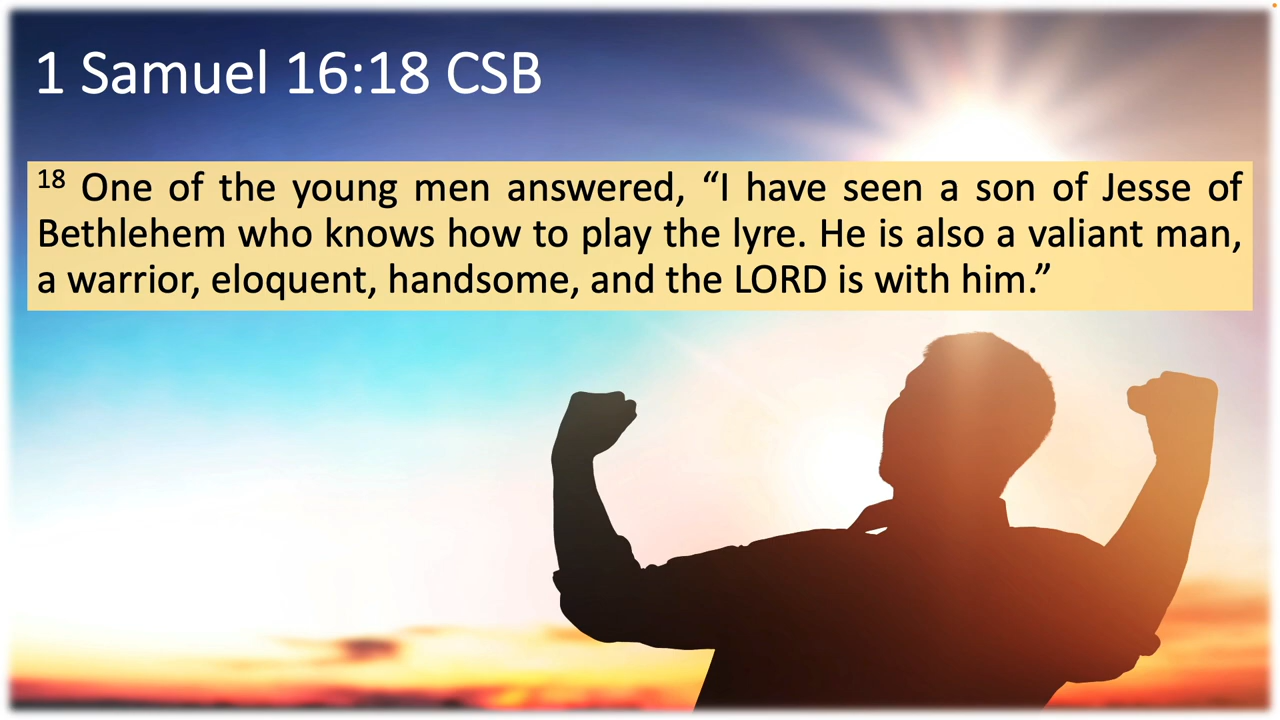 1 Samuel 16:18 CSB
18 One of the young men answered, “I have seen a son of Jesse of
Bethlehem who knows how to play the lyre. He is also a valiant man,
a warrior, eloquent, handsome, and the LORD is with him.”